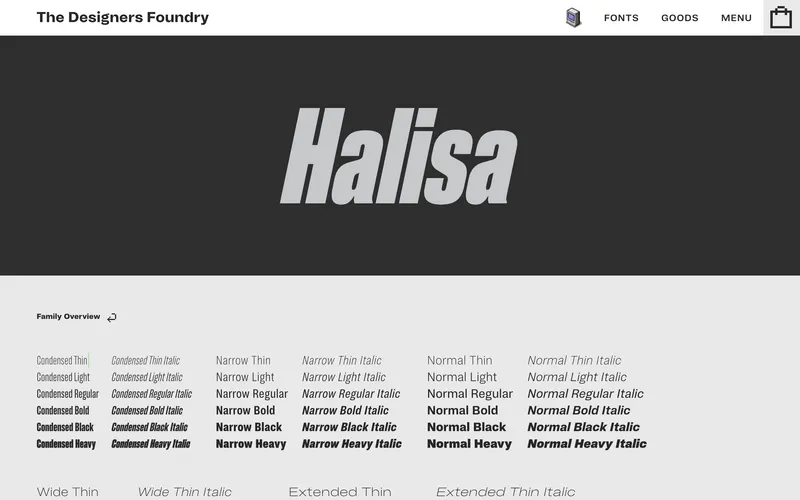 The Designers Foundry FONTS GOODS MENU
Halisa
Family Overview
Condensed Thin Condensed Thin Italic Narrow Thin Narrow Thin Italic Normal Thin Normal Thin Italic
Condensed Light Condensed Light Italic Narrow Light Narrow Light Italic Normal Light Normal Light Italic
Condensed Regular Condensed Regular Italic Narrow Regular Narrow Regular Italic Normal Regular Normal Regular Italic
Condensed Bold Condensed Bold Italic Narrow Bold Narrow Bold Italic Normal Bold Normal Bold Italic
Condensed Black Condensed Black Italic Narrow Black Narrow Black Italic Normal Black Normal Black Italic
Condensed Heavy Condensed Heavy Italic Narrow Heavy Narrow Heavy Italic Normal Heavy Normal Heavy Italic
Wide Thin Wide Thin Italic Extended Thin Extended Thin Italic